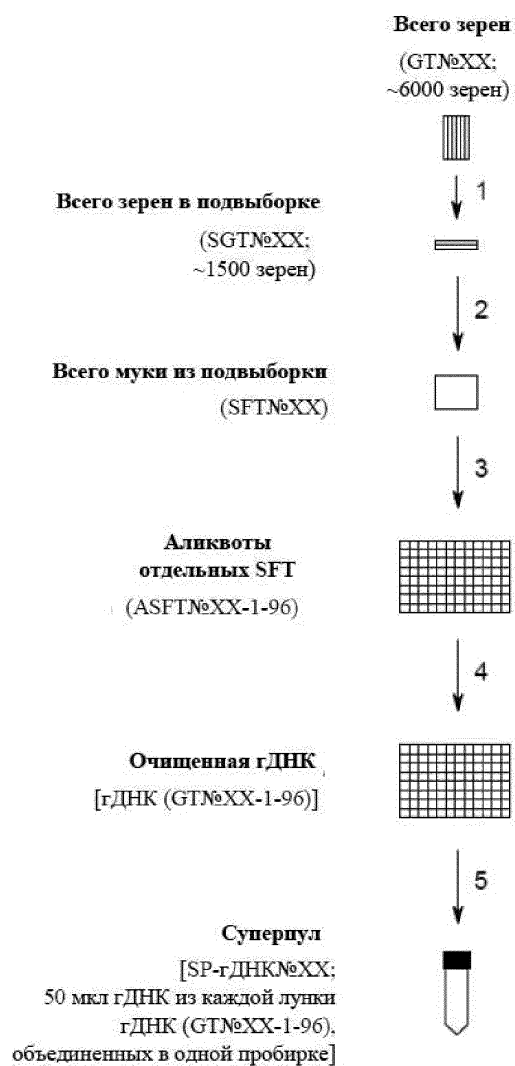 Всего зерен
(GT№XX;
~6000 зерен)
1
Всего зерен в подвыборке
(SGT№XX;
~1500 зерен)
2
Всего муки из подвыборки
(SFT№XX)
3
Аликвоты
отдельных SFT
(ASFT№XX-1-96)
4
Очищенная гДНК
[гДНК (GT№XX-1-96)]
5
Суперпул
[SP-гДНК№XX;
50 мкл гДНК из каждой лунки
гДНК (GT№XX-1-96),
объединенных в одной пробирке]